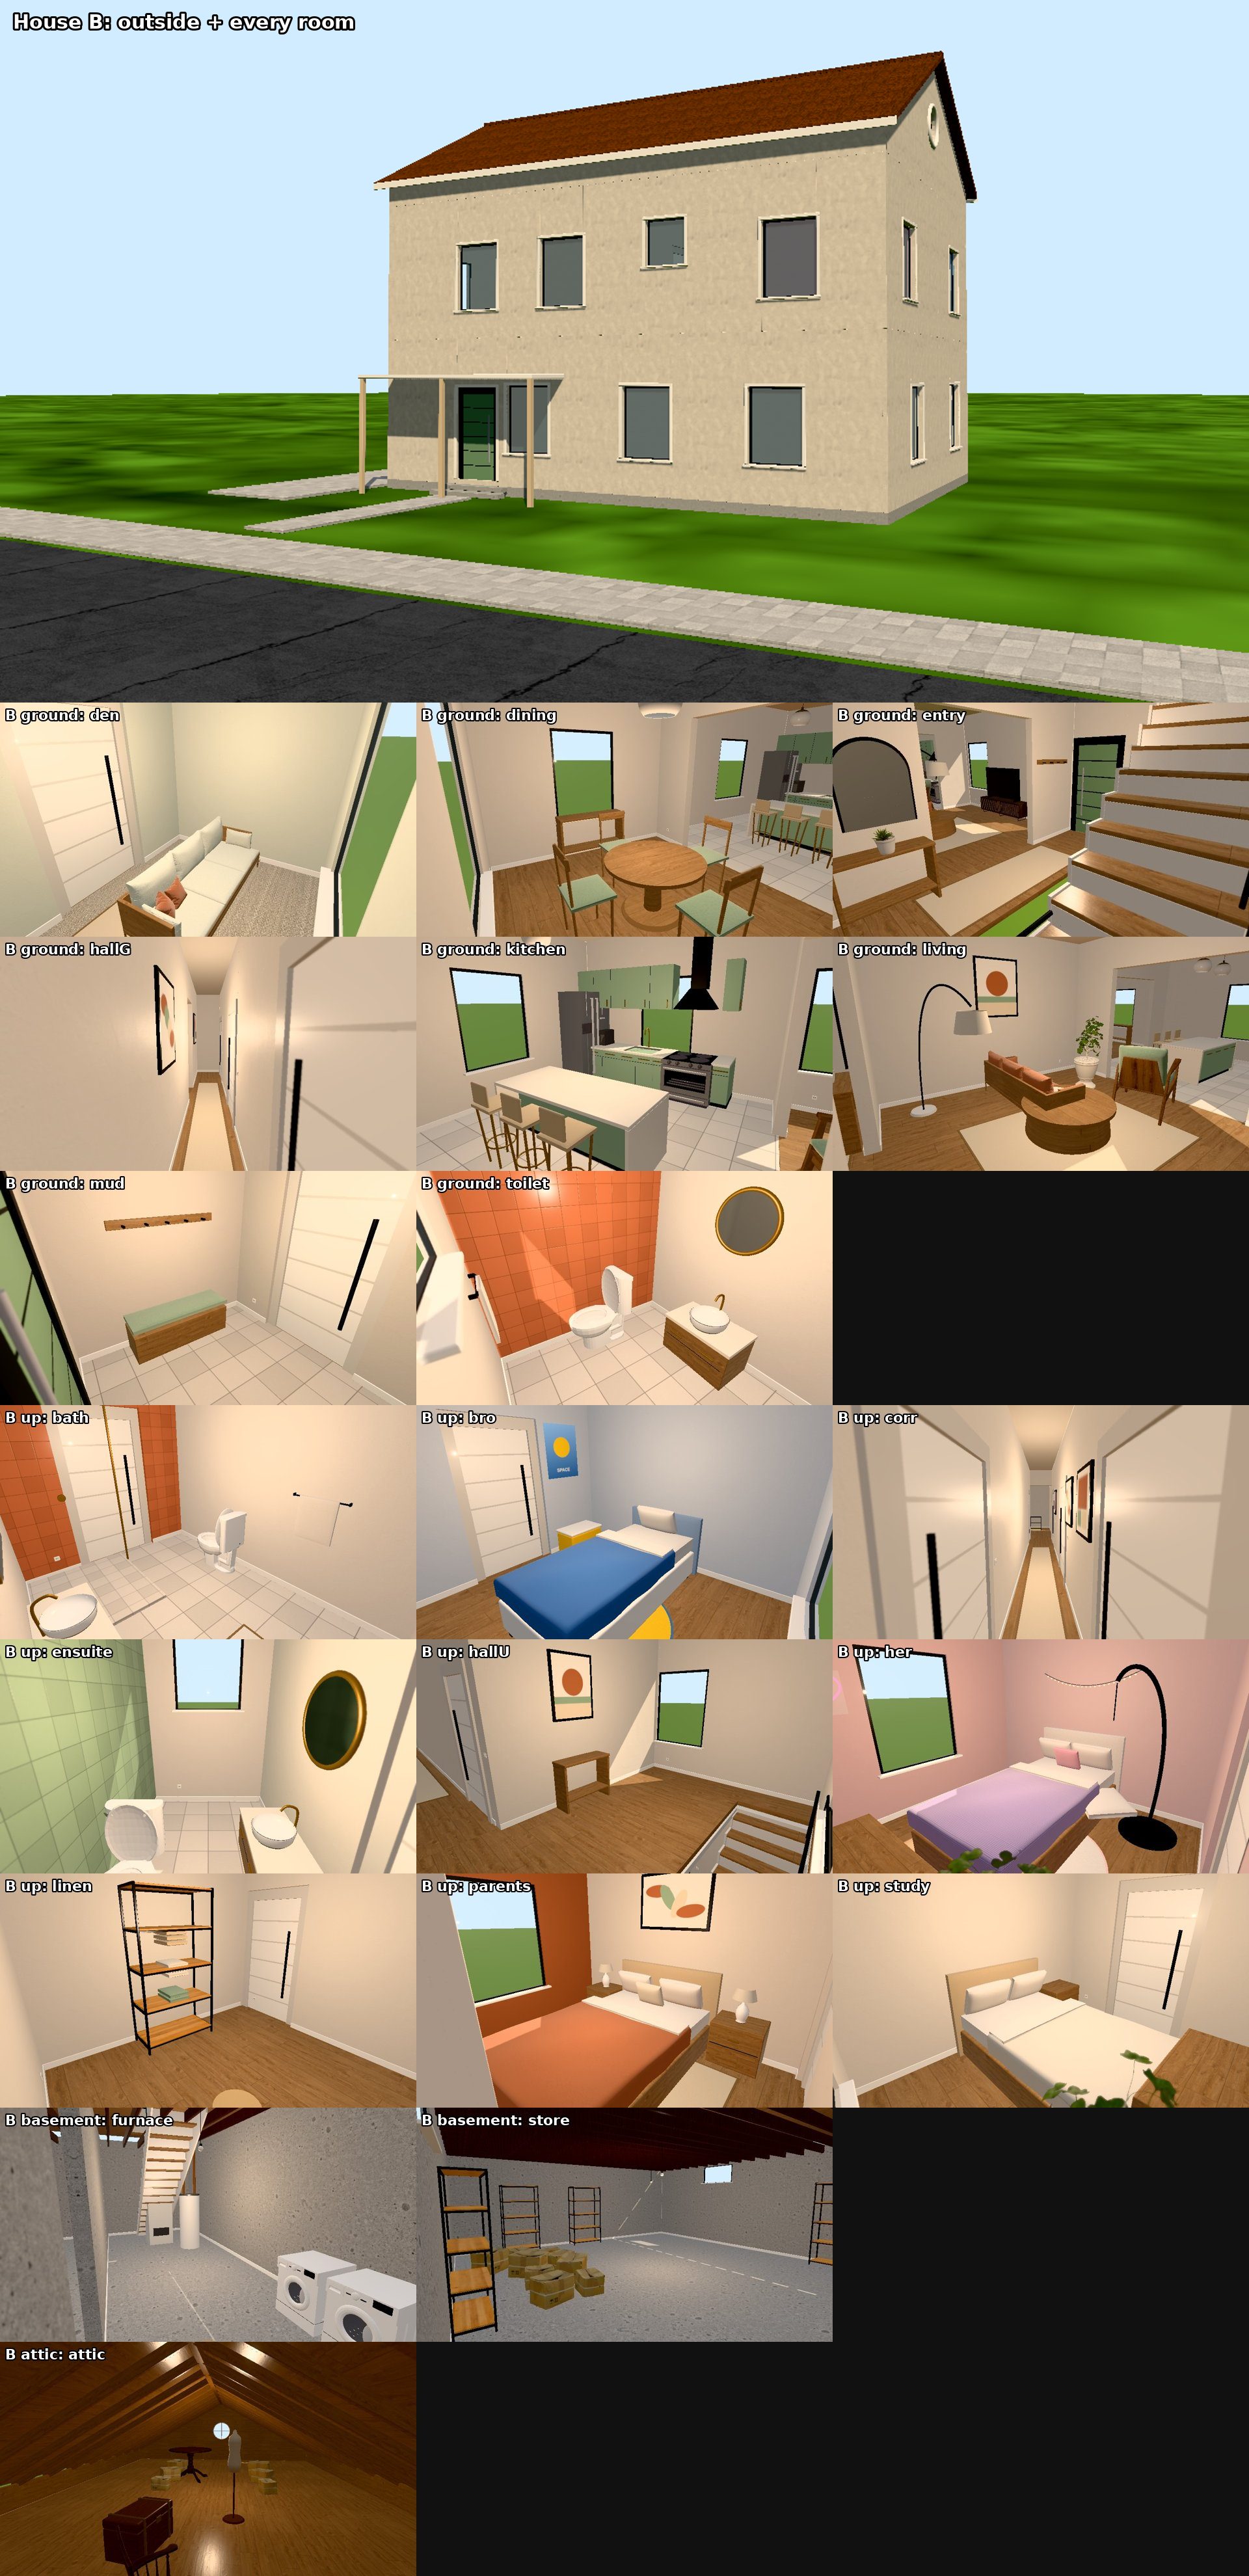 House B: outside + every room
B ground: den
B ground: dining
B ground: entry
B ground: hallG
B ground: kitchen
B ground: living
B ground: mud
B ground: toilet
B up: bath
B up: bro
SPACE
B up: corr
B up: ensuite
B up: hallU
B up: her
B up: linen
B up: parents
B up: study
B basement: furnace
B basement: store
B attic: attic